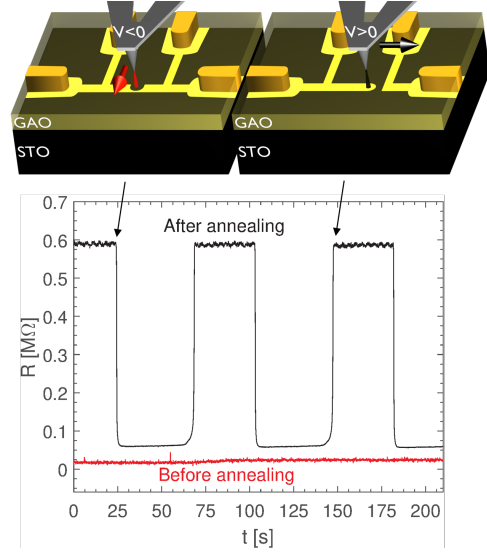 V<0
V>0
GAO
GAO
STO
STO
0.7
After annealing
0.6
0.5
0.4
R [MΩ]
0.3
0.2
0.1
Before annealing
0
0 25 50 75 100 125 150 175 200
t [s]